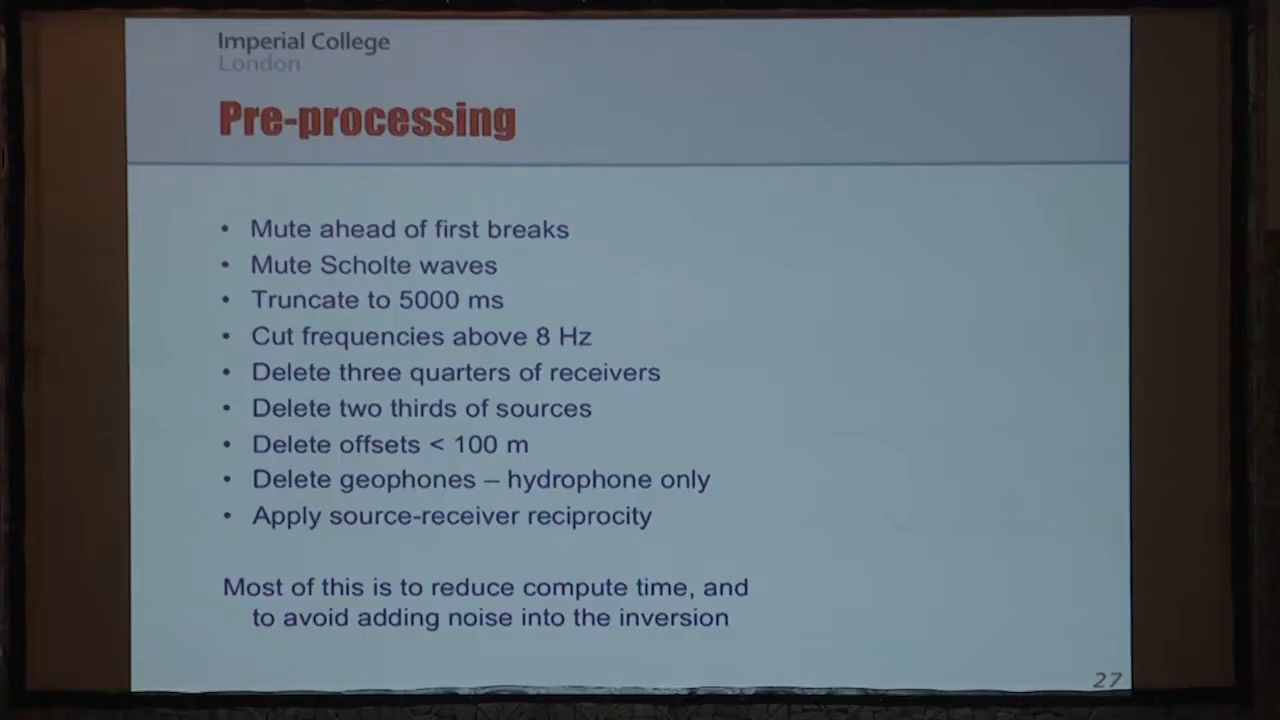 Imperial College
London
Pre-processing
• Mute ahead of first breaks
• Mute Scholte waves
• Truncate to 5000 ms
• Cut frequencies above 8 Hz
• Delete three quarters of receivers
• Delete two thirds of sources
• Delete offsets < 100 m
• Delete geophones – hydrophone only
• Apply source-receiver reciprocity
Most of this is to reduce compute time, and
to avoid adding noise into the inversion
27